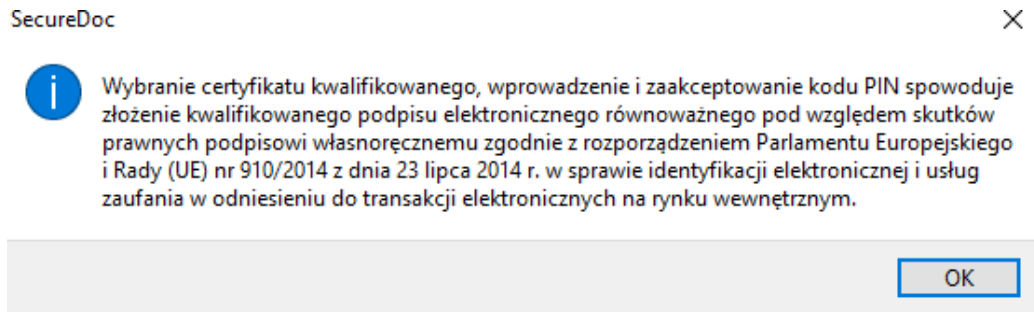 SecureDoc
Wybranie certyfikatu kwalifikowanego, wprowadzenie i zaakceptowanie kodu PIN spowoduje
złożenie kwalifikowanego podpisu elektronicznego równoważnego pod względem skutków
prawnych podpisowi własnoręcznemu zgodnie z rozporządzeniem Parlamentu Europejskiego
i Rady (UE) nr 910/2014 z dnia 23 lipca 2014 r. w sprawie identyfikacji elektronicznej i usług
zaufania w odniesieniu do transakcji elektronicznych na rynku wewnętrznym.
OK